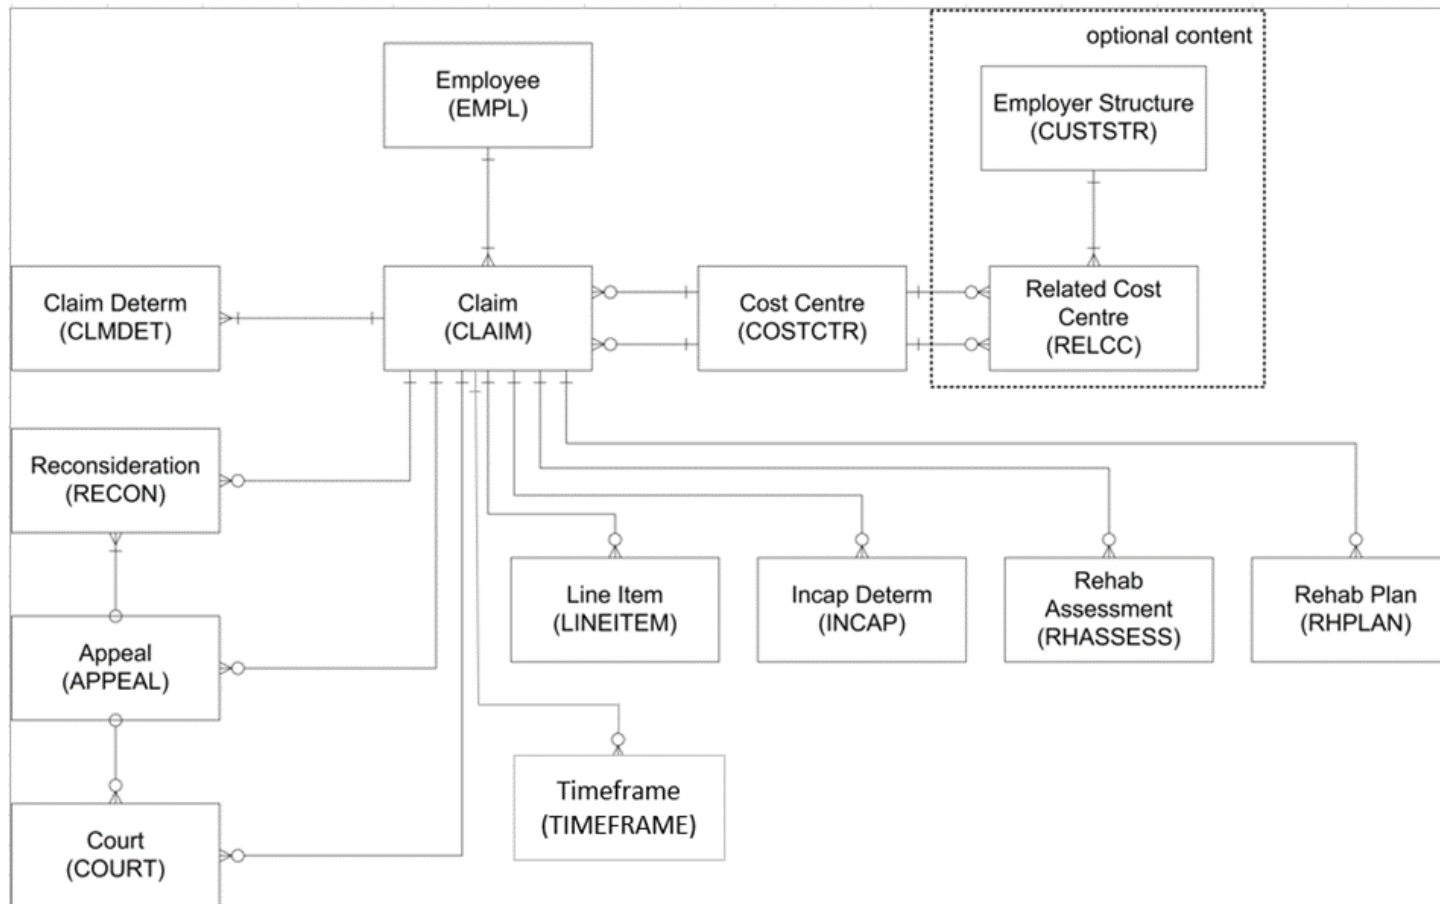 optional content
Employee
(EMPL)
Employer Structure
(CUSTSTR)
Claim Determ
(CLMDET)
Claim
(CLAIM)
Cost Centre
(COSTCTR)
Related Cost
Centre
(RELCC)
Reconsideration
(RECON)
Line Item
(LINEITEM)
Incap Determ
(INCAP)
Rehab
Assessment
(RHASSESS)
Rehab Plan
(RHPLAN)
Appeal
(APPEAL)
Timeframe
(TIMEFRAME)
Court
(COURT)